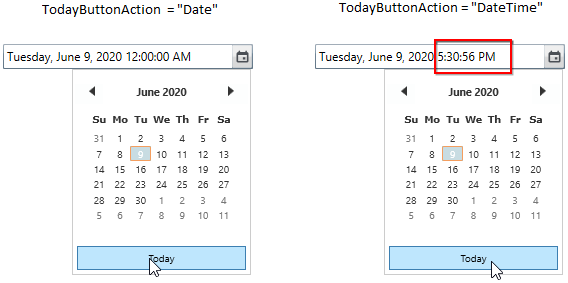 TodayButtonAction = "Date"
Tuesday, June 9, 2020 12:00:00 AM
June 2020
Su Mo Tu We Th Fr Sa
31 1 2 3 4 5 6
7 8 9 10 11 12 13
14 15 16 17 18 19 20
21 22 23 24 25 26 27
28 29 30 1 2 3 4
5 6 7 8 9 10 11
Today
TodayButtonAction = "DateTime"
Tuesday, June 9, 2020 5:30:56 PM
June 2020
Su Mo Tu We Th Fr Sa
31 1 2 3 4 5 6
7 8 9 10 11 12 13
14 15 16 17 18 19 20
21 22 23 24 25 26 27
28 29 30 1 2 3 4
5 6 7 8 9 10 11
Today